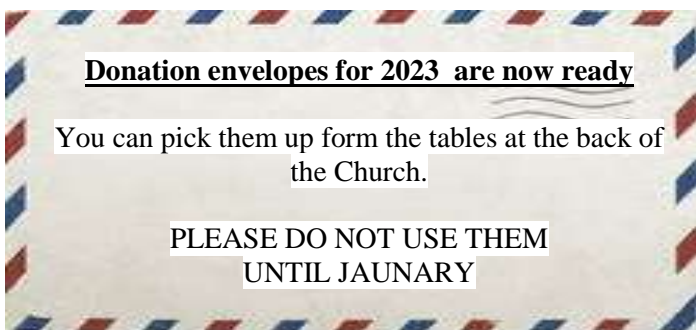 Donation envelopes for 2023 are now ready
You can pick them up form the tables at the back of
the Church.
PLEASE DO NOT USE THEM
UNTIL JAUNARY